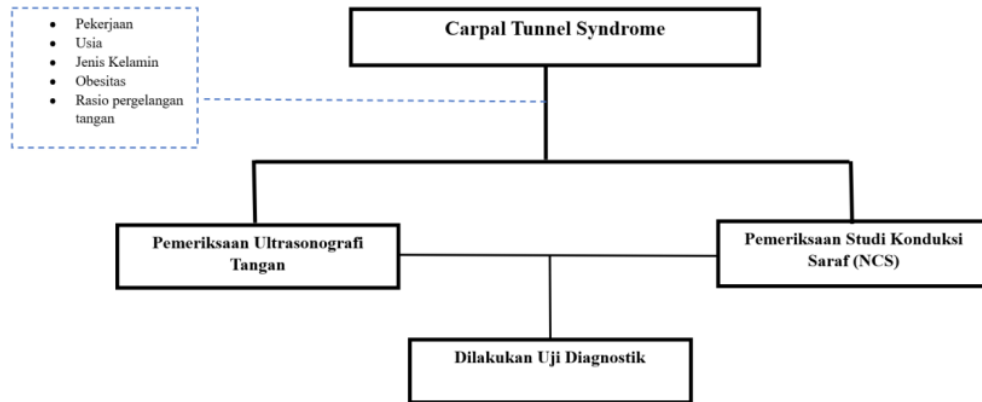 • Pekerjaan
• Usia
• Jenis Kelamin
• Obesitas
• Rasio pergelangan
tangan
Carpal Tunnel Syndrome
Pemeriksaan Ultrasonografi
Tangan
Pemeriksaan Studi Konduksi
Saraf (NCS)
Dilakukan Uji Diagnostik